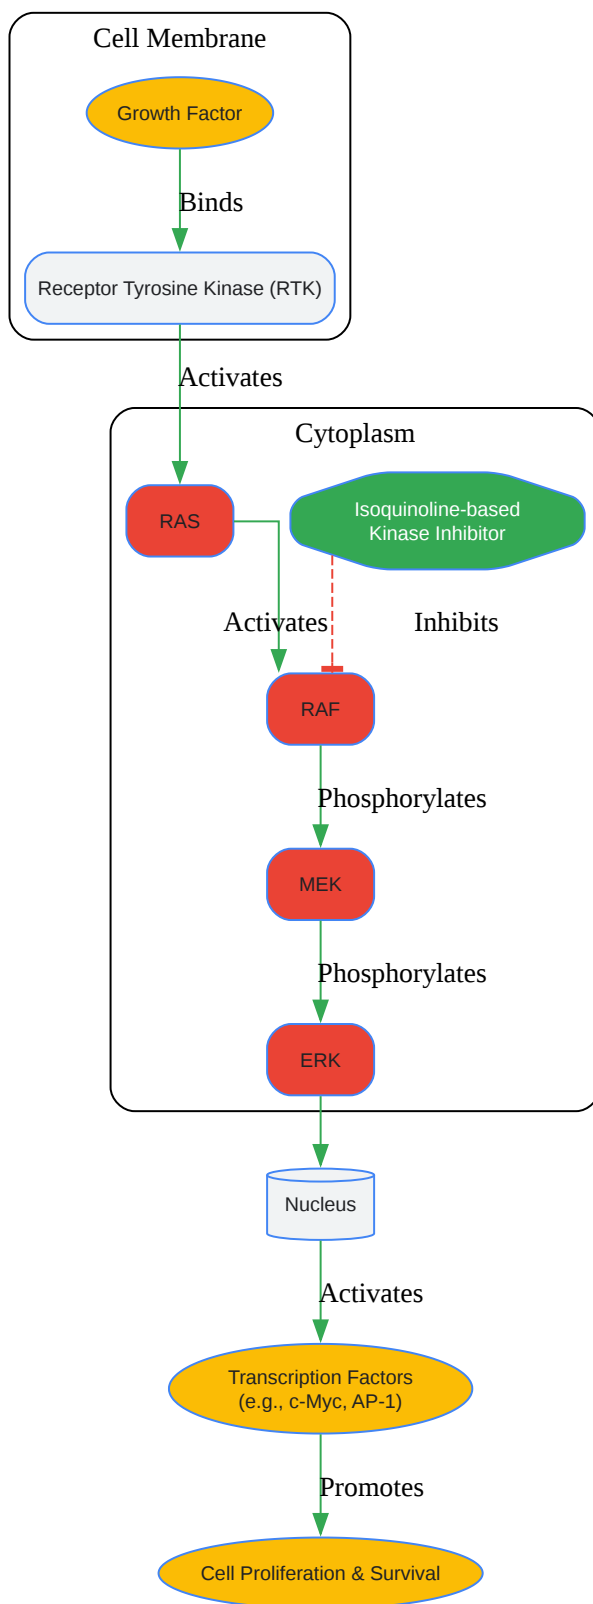 Cell Membrane
Growth Factor
Binds
Receptor Tyrosine Kinase (RTK)
Activates
Cytoplasm
RAS
Isoquinoline-based
Kinase Inhibitor
Activates
Inhibits
RAF
Phosphorylates
MEK
Phosphorylates
ERK
Nucleus
Activates
Transcription Factors
(e.g., c-Myc, AP-1)
Promotes
Cell Proliferation & Survival